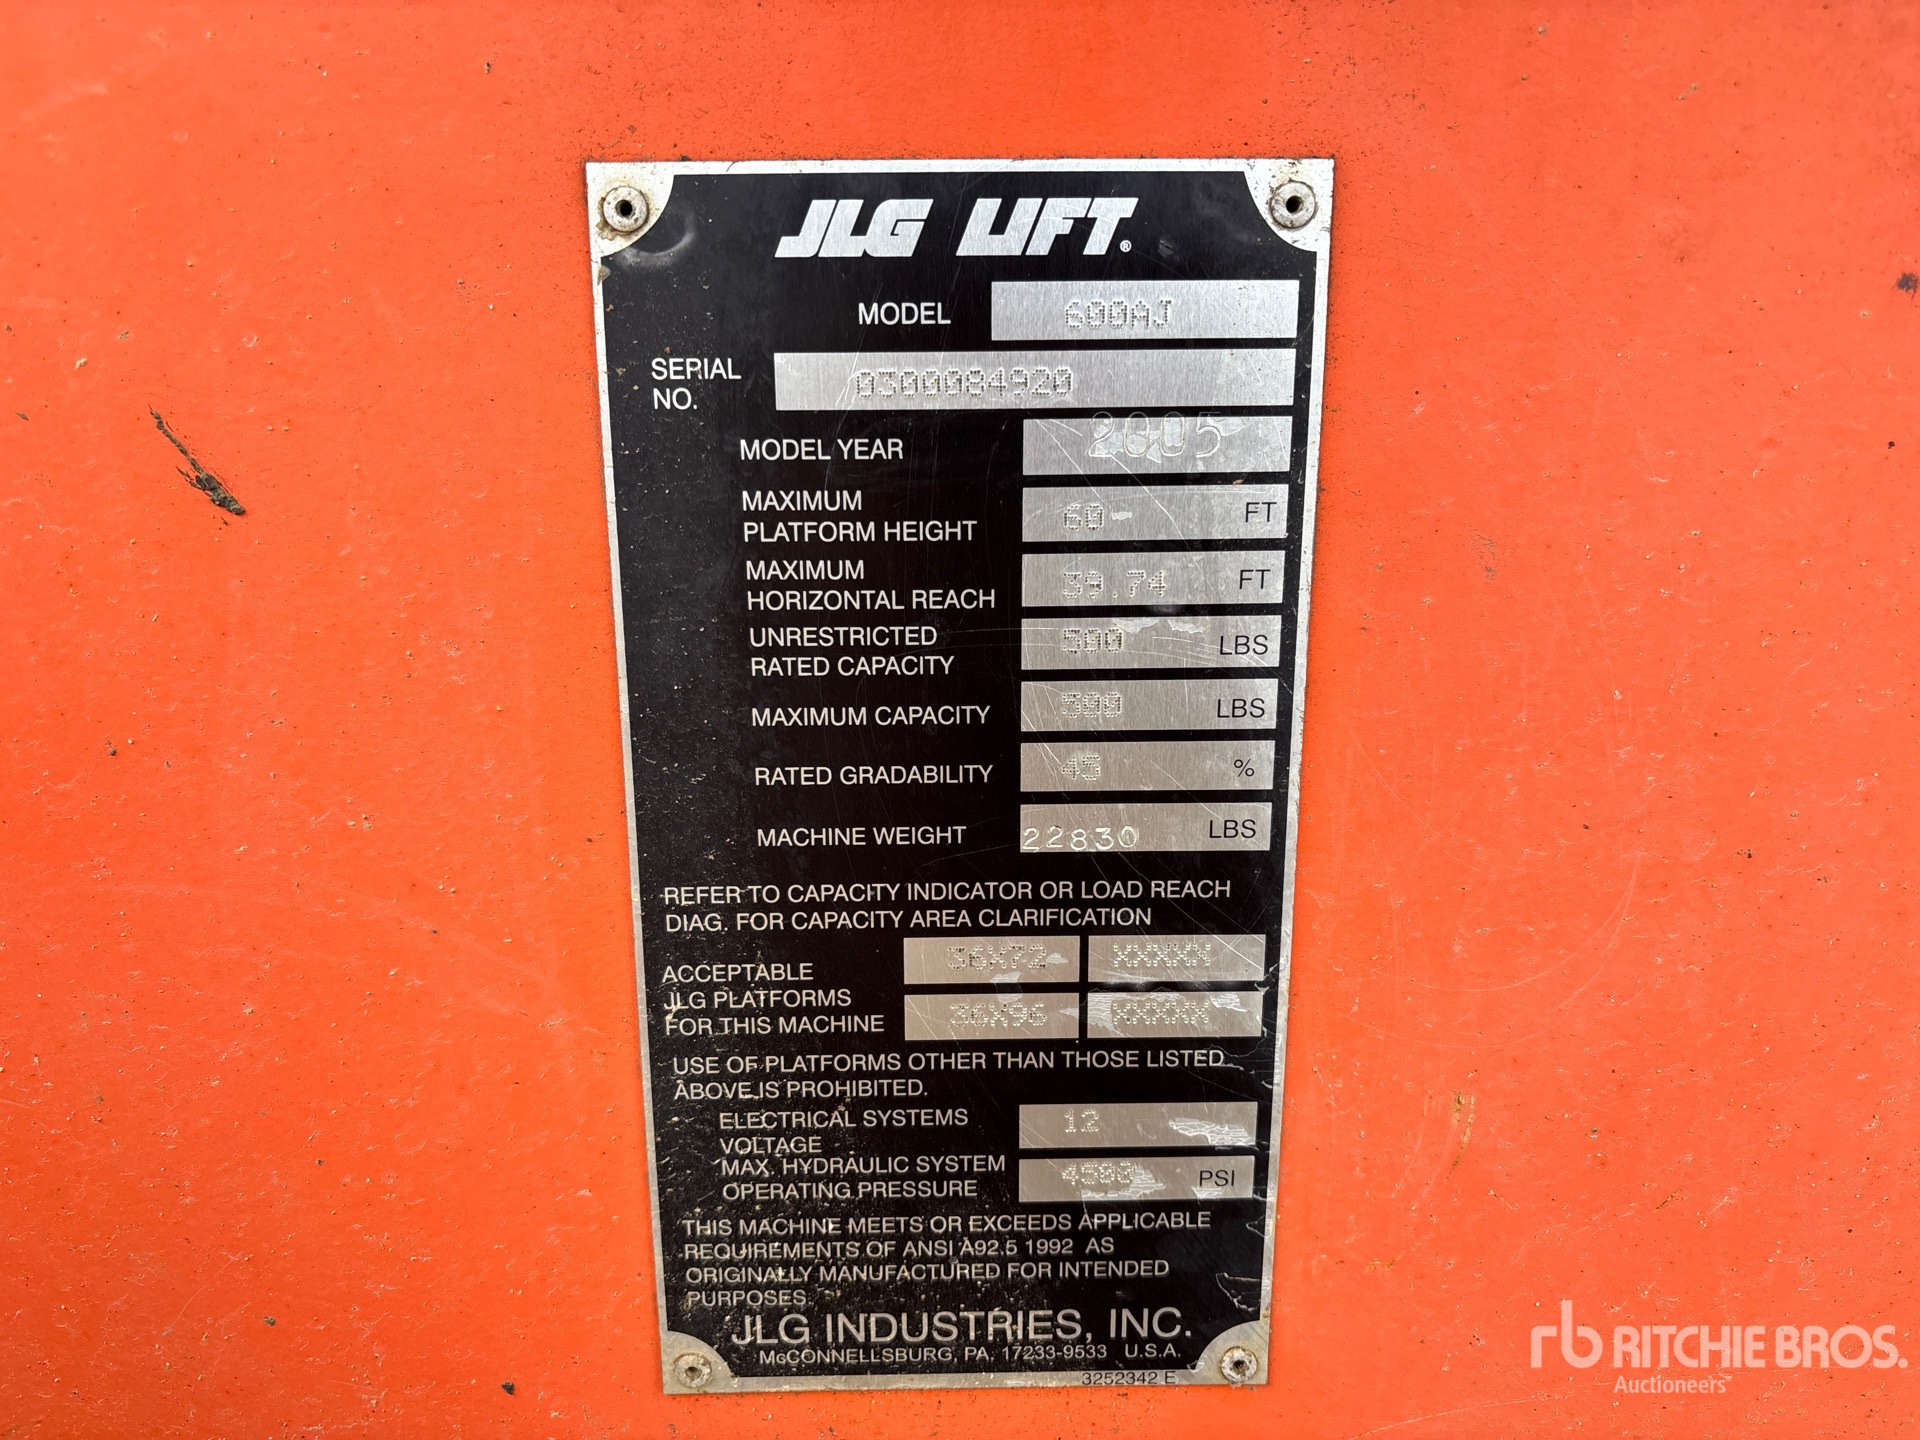 JLG LIFT®
MODEL 600AJ
SERIAL
NO. 0300084920
MODEL YEAR 2005
MAXIMUM
PLATFORM HEIGHT 60 FT
MAXIMUM
HORIZONTAL REACH 39.74 FT
UNRESTRICTED
RATED CAPACITY 500 LBS
MAXIMUM CAPACITY 500 LBS
RATED GRADABILITY 45 %
MACHINE WEIGHT 22830 LBS
REFER TO CAPACITY INDICATOR OR LOAD REACH
DIAG. FOR CAPACITY AREA CLARIFICATION
ACCEPTABLE
JLG PLATFORMS
FOR THIS MACHINE
36X72 XXXXX
36X96 XXXXX
USE OF PLATFORMS OTHER THAN THOSE LISTED
ABOVE IS PROHIBITED.
ELECTRICAL SYSTEMS
VOLTAGE 12
MAX. HYDRAULIC SYSTEM
OPERATING PRESSURE 4500 PSI
THIS MACHINE MEETS OR EXCEEDS APPLICABLE
REQUIREMENTS OF ANSI A92.5 1992 AS
ORIGINALLY MANUFACTURED FOR INTENDED
PURPOSES.
JLG INDUSTRIES, INC.
McCONNELLSBURG, PA. 17233-9533 U.S.A.
3252342 E
rb RITCHIE BROS.
Auctioneers